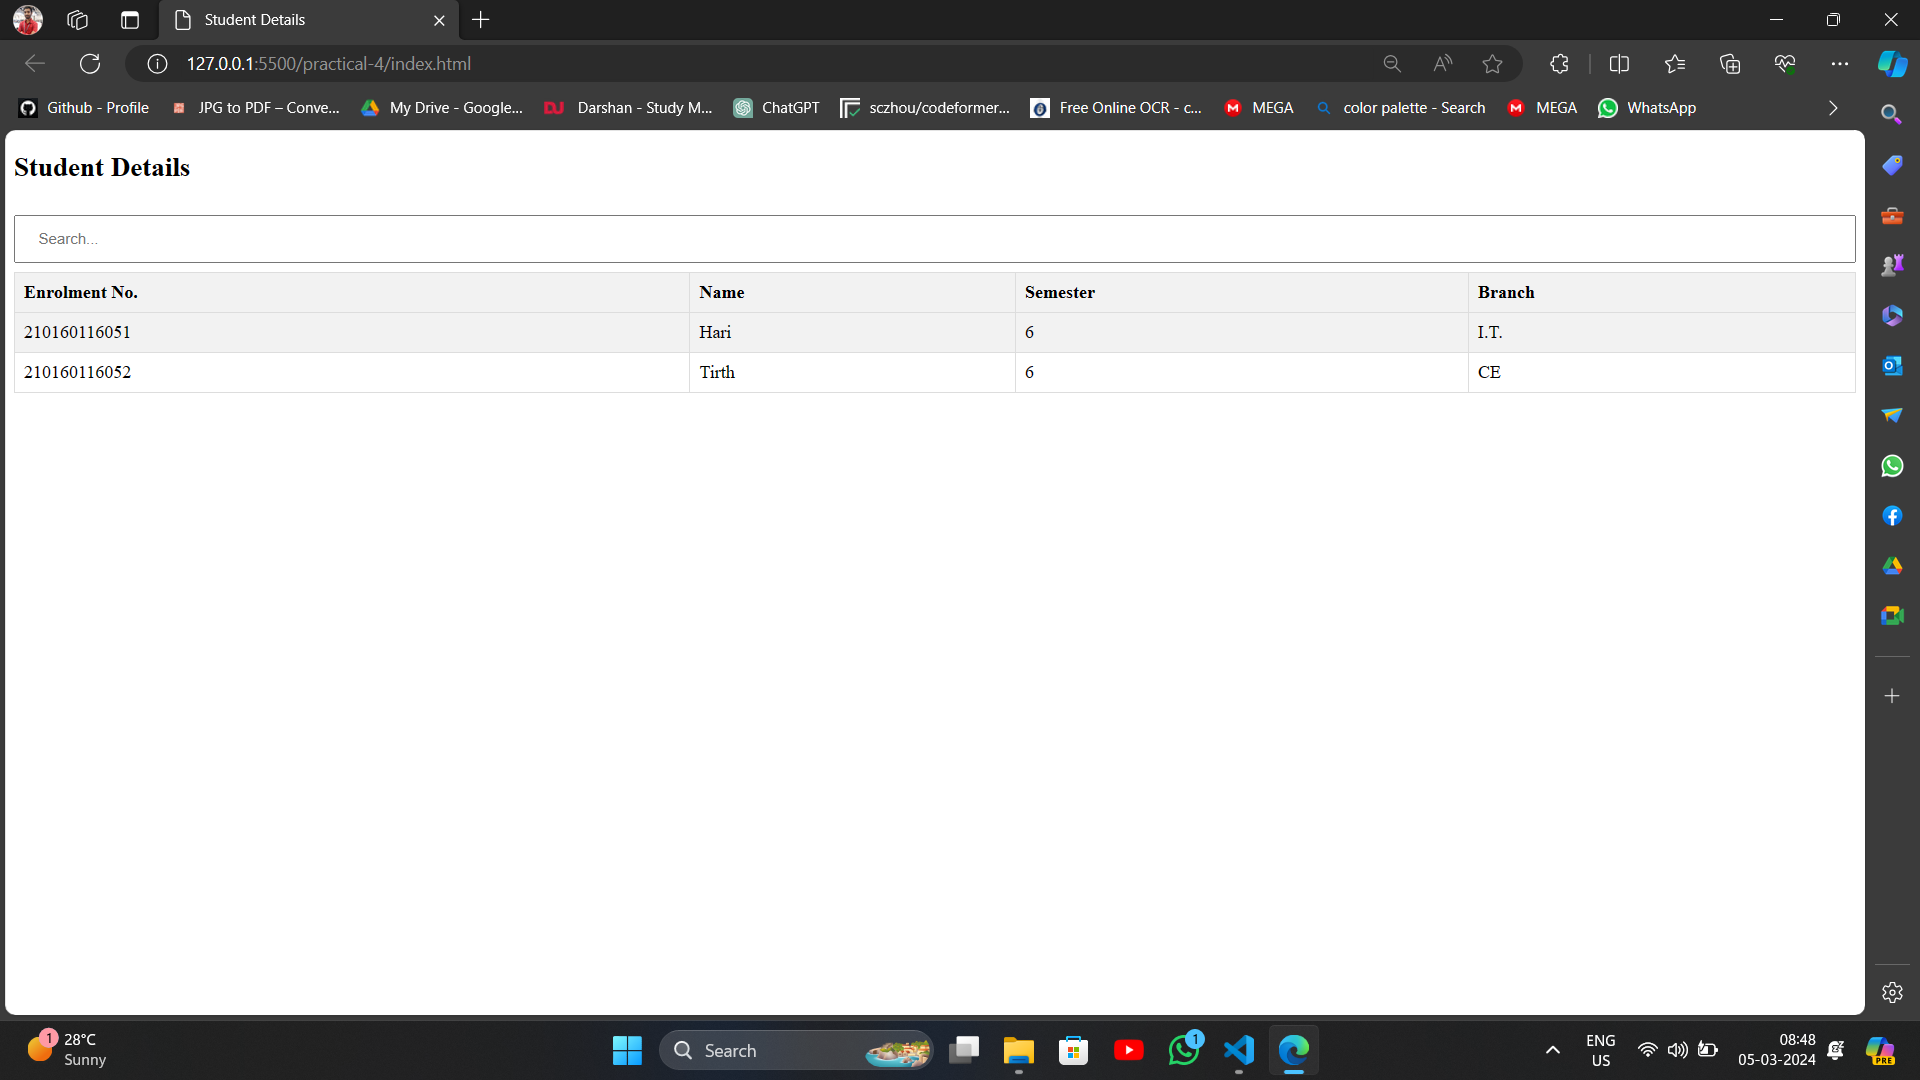 Student Details
127.0.0.1:5500/practical-4/index.html
Github - Profile JPG to PDF – Conve... My Drive - Google... Darshan - Study M... ChatGPT sczhou/codeformer... Free Online OCR - c... MEGA color palette - Search MEGA WhatsApp
Student Details
Search...
Enrolment No. Name Semester Branch
210160116051 Hari 6 I.T.
210160116052 Tirth 6 CE
1 28°C
Sunny
Search
1
ENG
US
08:48
05-03-2024
PRE